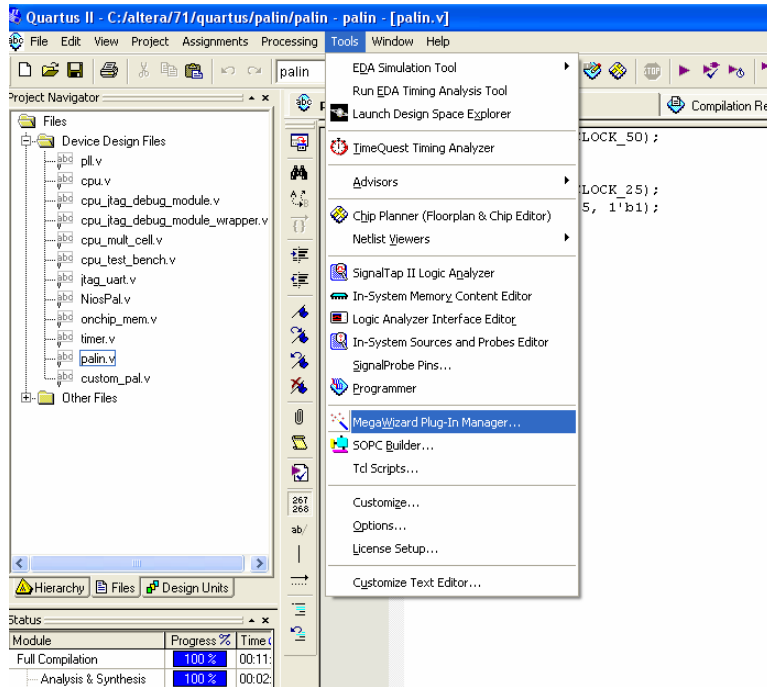 Quartus II - C:/altera/71/quartus/palin/palin - palin - [palin.v]
File Edit View Project Assignments Processing Tools Window Help
palin
Project Navigator
Files
Device Design Files
pll.v
cpu.v
cpu_jtag_debug_module.v
cpu_jtag_debug_module_wrapper.v
cpu_mult_cell.v
cpu_test_bench.v
jtag_uart.v
NiosPal.v
onchip_mem.v
timer.v
palin.v
custom_pal.v
Other Files
Hierarchy Files Design Units
Status
Module Progress % Time (
Full Compilation 100 % 00:11:
Analysis & Synthesis 100 % 00:02:
267
268
ab/
EDA Simulation Tool
Run EDA Timing Analysis Tool
Launch Design Space Explorer
TimeQuest Timing Analyzer
Advisors
Chip Planner (Floorplan & Chip Editor)
Netlist Viewers
SignalTap II Logic Analyzer
In-System Memory Content Editor
Logic Analyzer Interface Editor
In-System Sources and Probes Editor
SignalProbe Pins...
Programmer
MegaWizard Plug-In Manager...
SOPC Builder...
Tcl Scripts...
Customize...
Options...
License Setup...
Customize Text Editor...
STOP
Compilation Re
LOCK_50);
LOCK_25);
5, 1'b1);